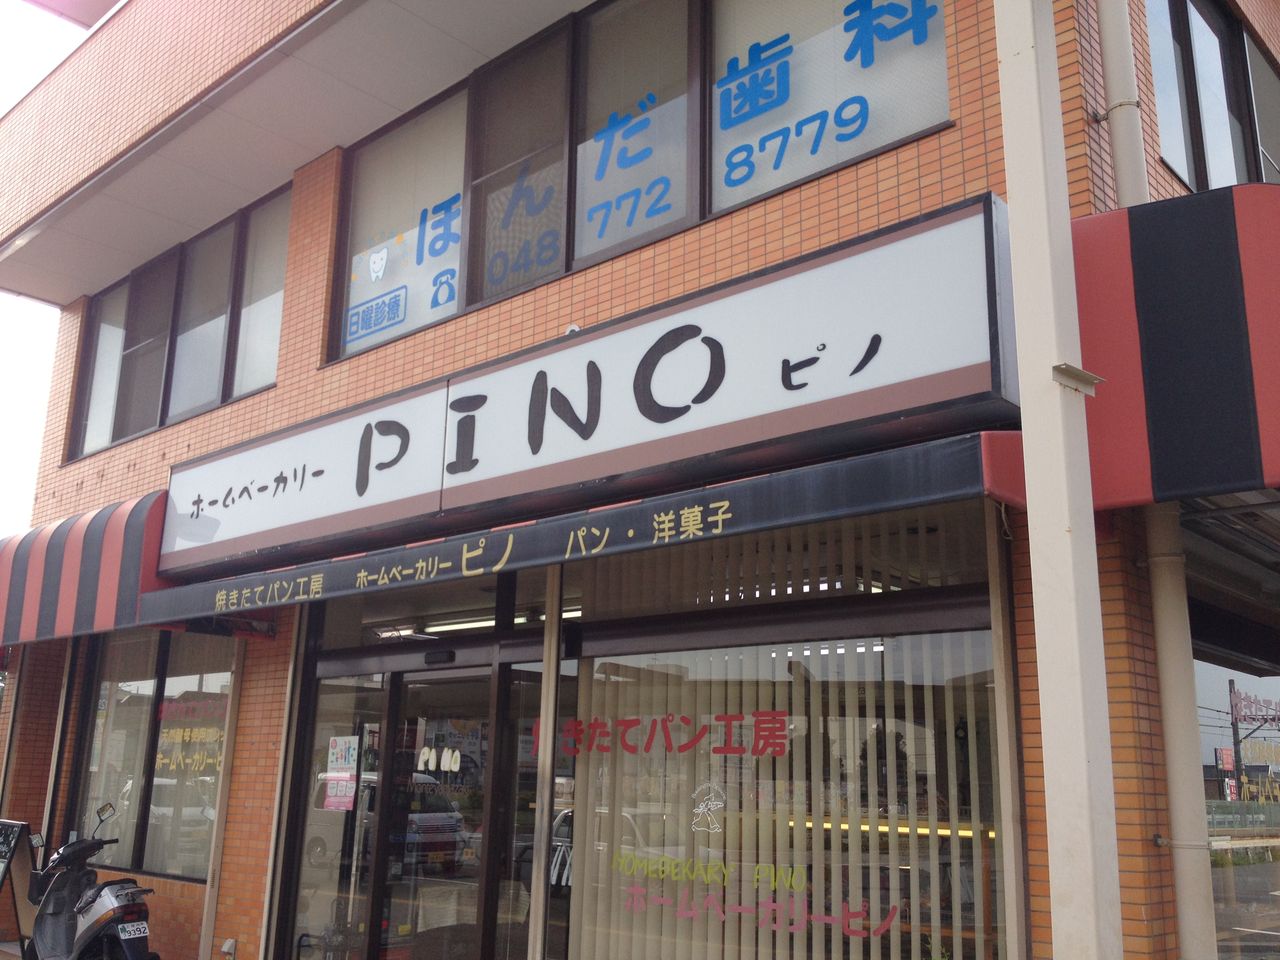 ほんだ歯科
日曜診療
☎ 048 772 8779
ホームベーカリー PINO ピノ
焼きたてパン工房 ホームベーカリー ピノ パン・洋菓子
焼きたてパン工房
PINO
HOMEBEKARY PINO
ホームベーカリーピノ
9392